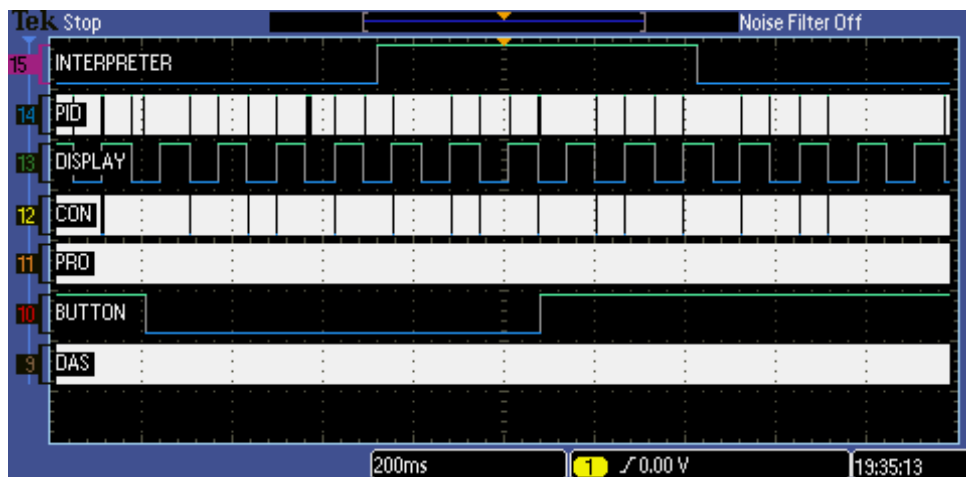 Tek Stop Noise Filter Off
15 INTERPRETER
14 PID
13 DISPLAY
12 CON
11 PRO
10 BUTTON
9 DAS
200ms 1 / 0.00 V 19:35:13